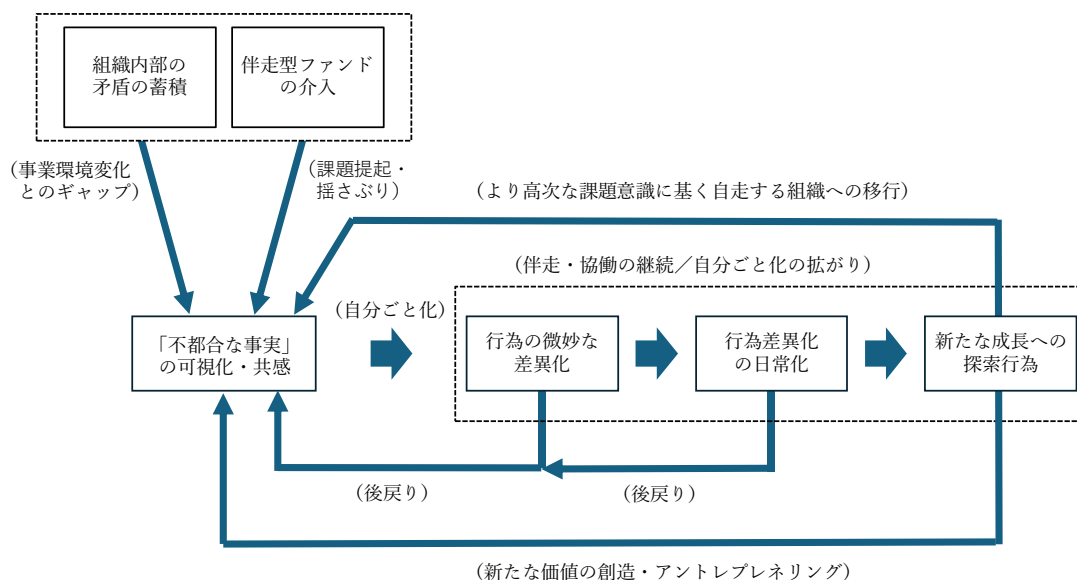 組織内部の
矛盾の蓄積
伴走型ファンド
の介入
（事業環境変化
とのギャップ）
（課題提起・
揺さぶり）
（より高次な課題意識に基く自走する組織への移行）
（伴走・協働の継続／自分ごと化の拡がり）
（自分ごと化）
「不都合な事実」
の可視化・共感
行為の微妙な
差異化
行為差異化
の日常化
新たな成長への
探索行為
（後戻り）
（後戻り）
（新たな価値の創造・アントレプレネリング）